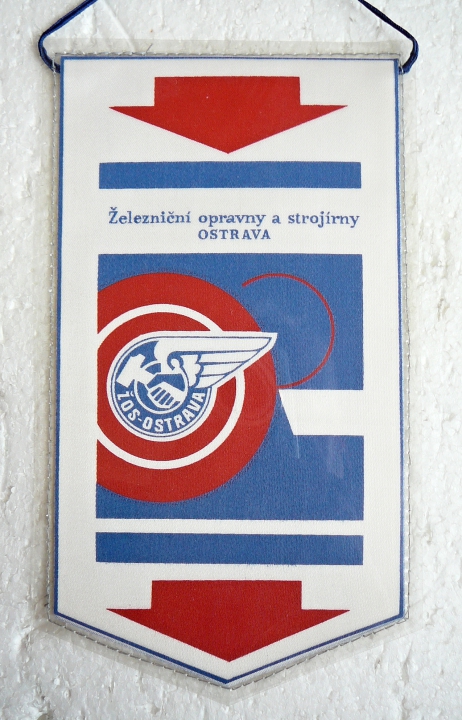 Železniční opravny a strojírny
OSTRAVA
ŽOS-OSTRAVA